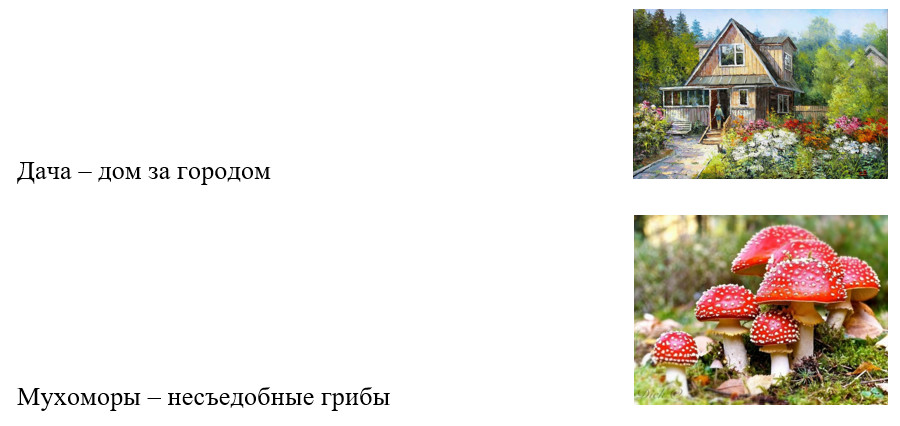 Дача – дом за городом
Мухоморы – несъедобные грибы